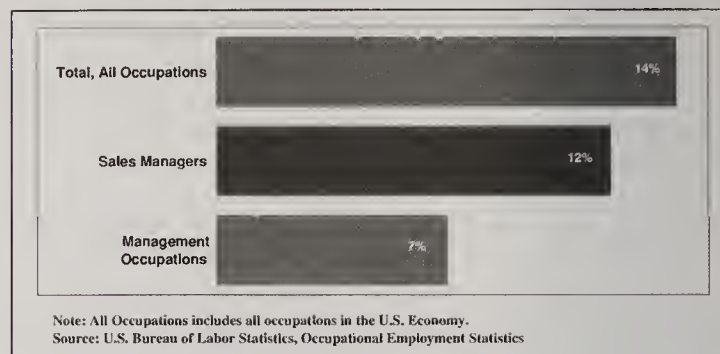 Total, All Occupations
14%
Sales Managers
12%
Management
Occupations
7%
Note: All Occupations includes all occupations in the U.S. Economy.
Source: U.S. Bureau of Labor Statistics, Occupational Employment Statistics